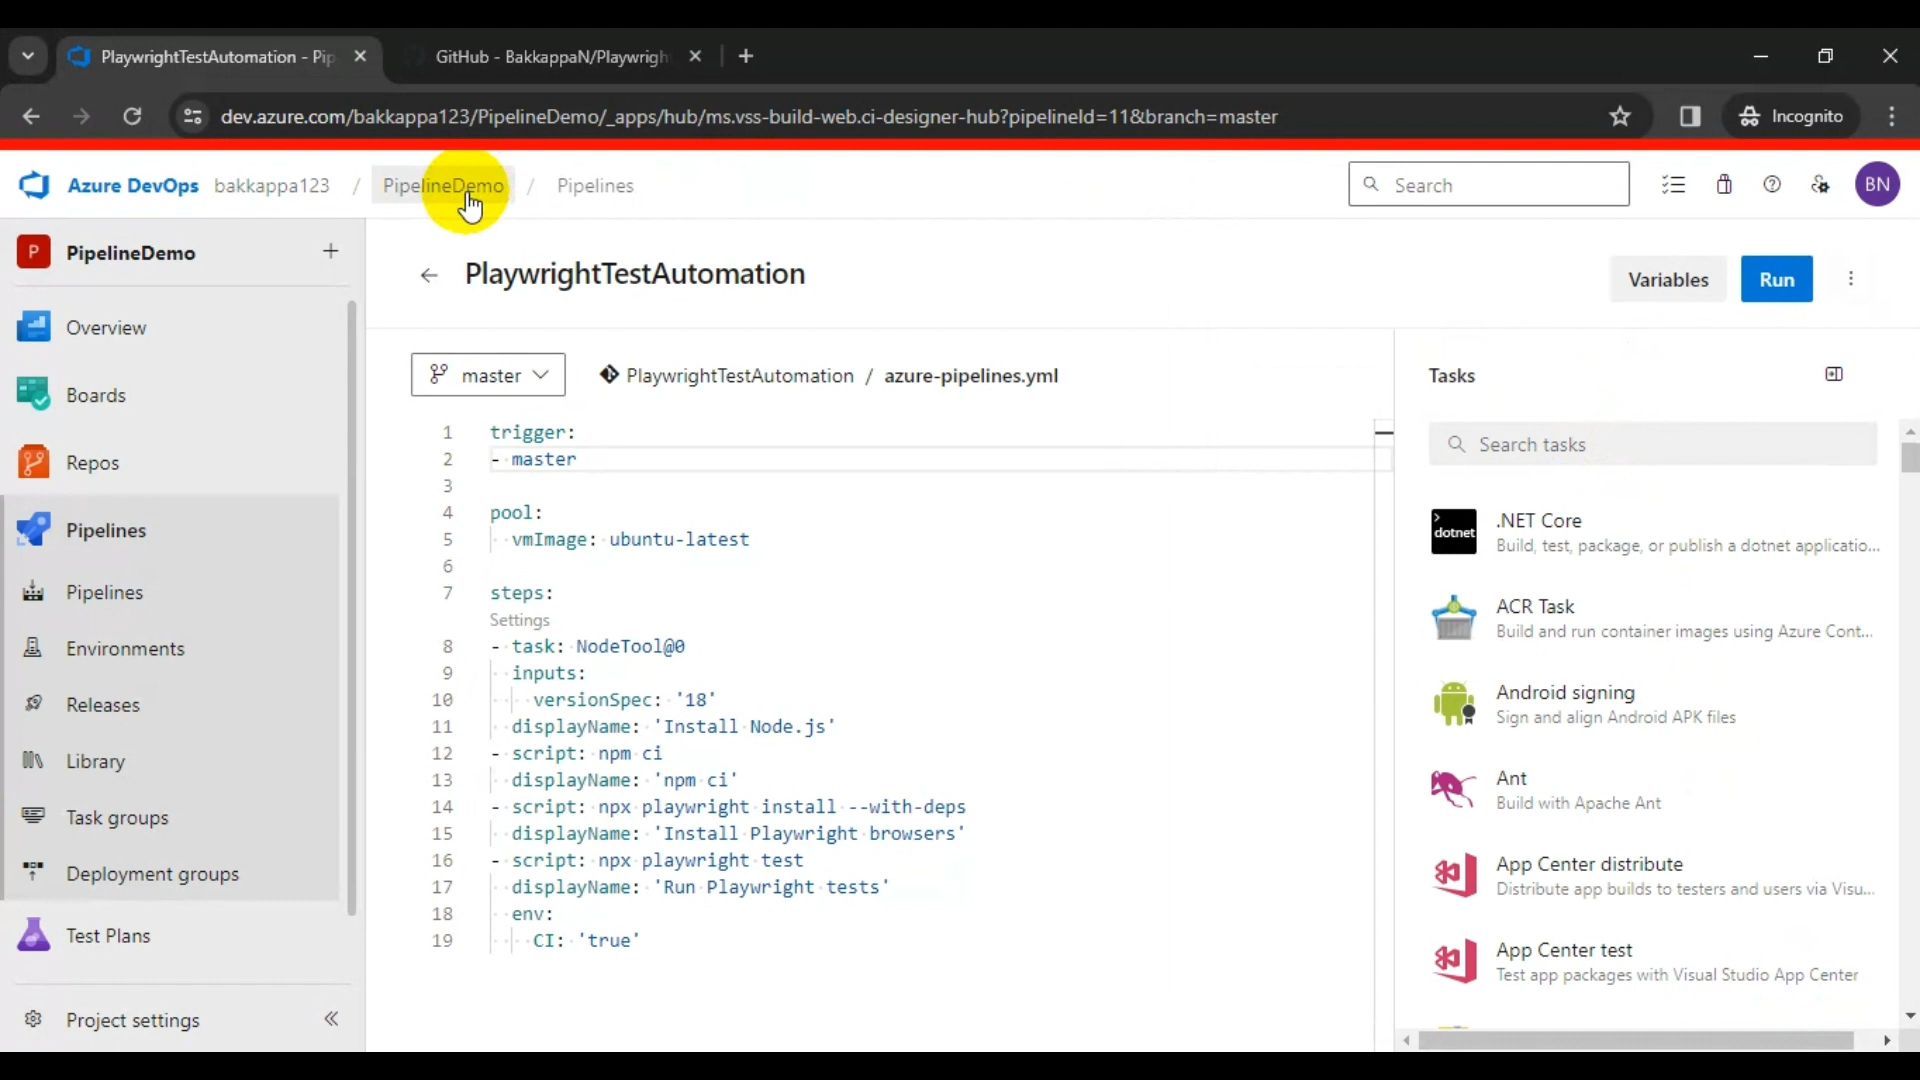 PlaywrightTestAutomation - Pip
GitHub - BakkappaN/Playwrigh
dev.azure.com/bakkappa123/PipelineDemo/_apps/hub/ms.vss-build-web.ci-designer-hub?pipelineId=11&branch=master
Incognito
Azure DevOps bakkappa123 / PipelineDemo / Pipelines
Search
BN
P PipelineDemo
Overview
Boards
Repos
Pipelines
Pipelines
Environments
Releases
Library
Task groups
Deployment groups
Test Plans
Project settings
PlaywrightTestAutomation
Variables
Run
master
PlaywrightTestAutomation / azure-pipelines.yml
1 trigger:
2 - master
3
4 pool:
5 vmImage: ubuntu-latest
6
7 steps:
Settings
8 - task: NodeTool@0
9 inputs:
10 versionSpec: '18'
11 displayName: 'Install Node.js'
12 - script: npm ci
13 displayName: 'npm ci'
14 - script: npx playwright install --with-deps
15 displayName: 'Install Playwright browsers'
16 - script: npx playwright test
17 displayName: 'Run Playwright tests'
18 env:
19 CI: 'true'
Tasks
Search tasks
dotnet
.NET Core
Build, test, package, or publish a dotnet applicatio...
ACR Task
Build and run container images using Azure Cont...
Android signing
Sign and align Android APK files
Ant
Build with Apache Ant
App Center distribute
Distribute app builds to testers and users via Visu...
App Center test
Test app packages with Visual Studio App Center